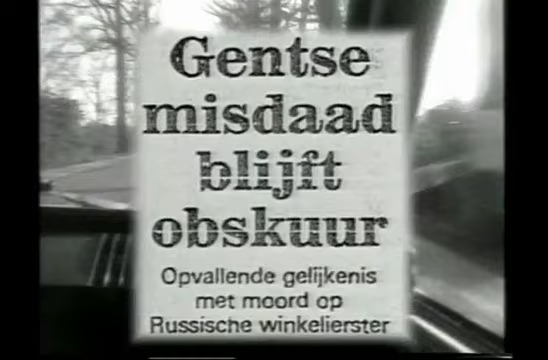 Gentse
misdaad
blijft
obskuur
Opvallende gelijkenis
met moord op
Russische winkelierster